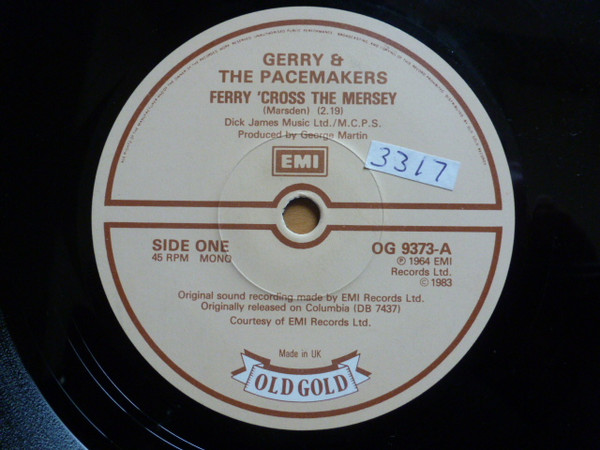 GERRY &
THE PACEMAKERS
FERRY 'CROSS THE MERSEY
(Marsden) (2.19)
Dick James Music Ltd./M.C.P.S.
Produced by George Martin
EMI
3317
SIDE ONE
45 RPM MONO
OG 9373-A
℗ 1964 EMI
Records Ltd.
© 1983
Original sound recording made by EMI Records Ltd.
Originally released on Columbia (DB 7437)
Courtesy of EMI Records Ltd.
Made in UK
OLD GOLD